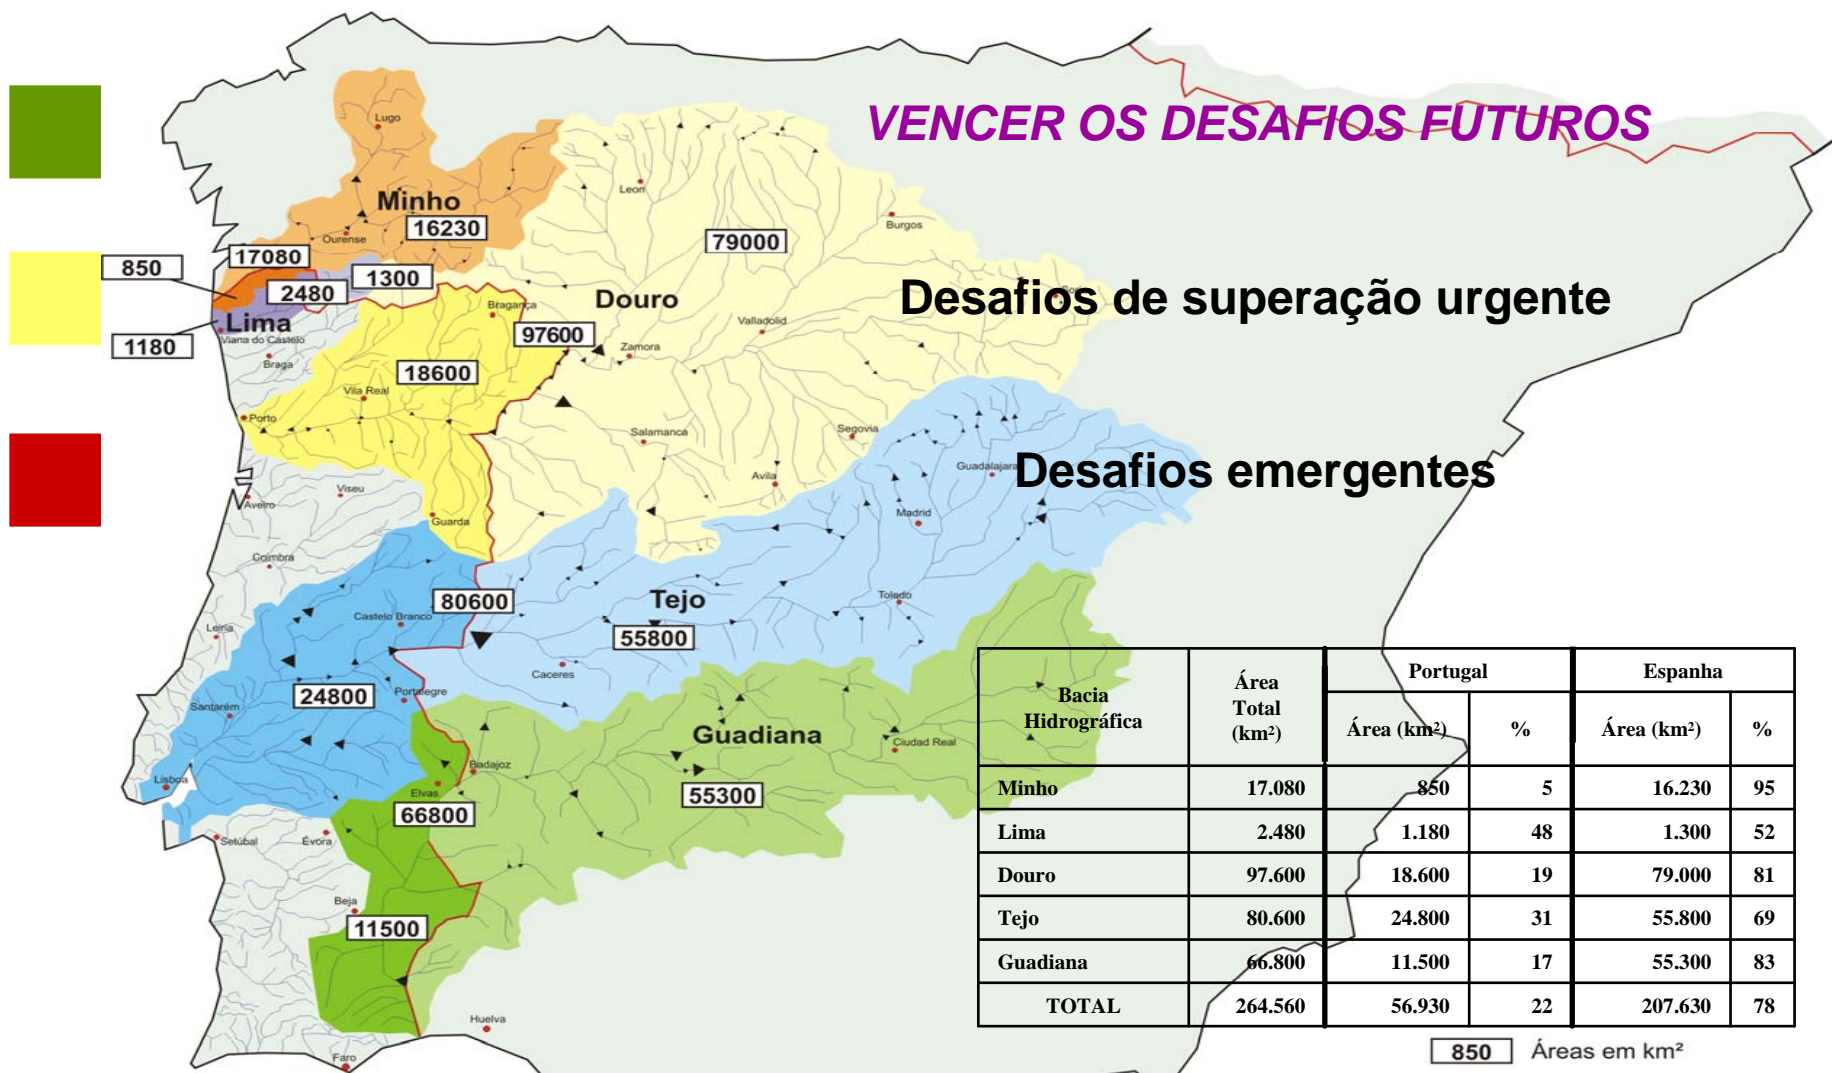 VENCER OS DESAFIOS FUTUROS
Lugo
Leon
Minho
16230
Burgos
Ourense
79000
17080
850
1300
2480
Desafios de superação urgente
Bragança
Douro
Lima
97600
Valladolid
Viana do Castelo
1180
Zamora
Braga
18600
Vila Real
Porto
Salamanca
Segovia
Desafios emergentes
Guadalajara
Avila
Viseu
Aveiro
Madrid
Guarda
Coimbra
80600
Tejo
Toledo
Castelo Branco
Leiria
55800
Caceres
24800
Portalegre
Santarém
Guadiana
Ciudad Real
Badajoz
Lisboa
Elvas
55300
66800
Setúbal
Évora
Beja
11500
Huelva
Faro
Bacia Hidrográfica
Área Total (km²)
Portugal
Espanha
Área (km²) % Área (km²) %
Minho 17.080 850 5 16.230 95
Lima 2.480 1.180 48 1.300 52
Douro 97.600 18.600 19 79.000 81
Tejo 80.600 24.800 31 55.800 69
Guadiana 66.800 11.500 17 55.300 83
TOTAL 264.560 56.930 22 207.630 78
850 Áreas em km²